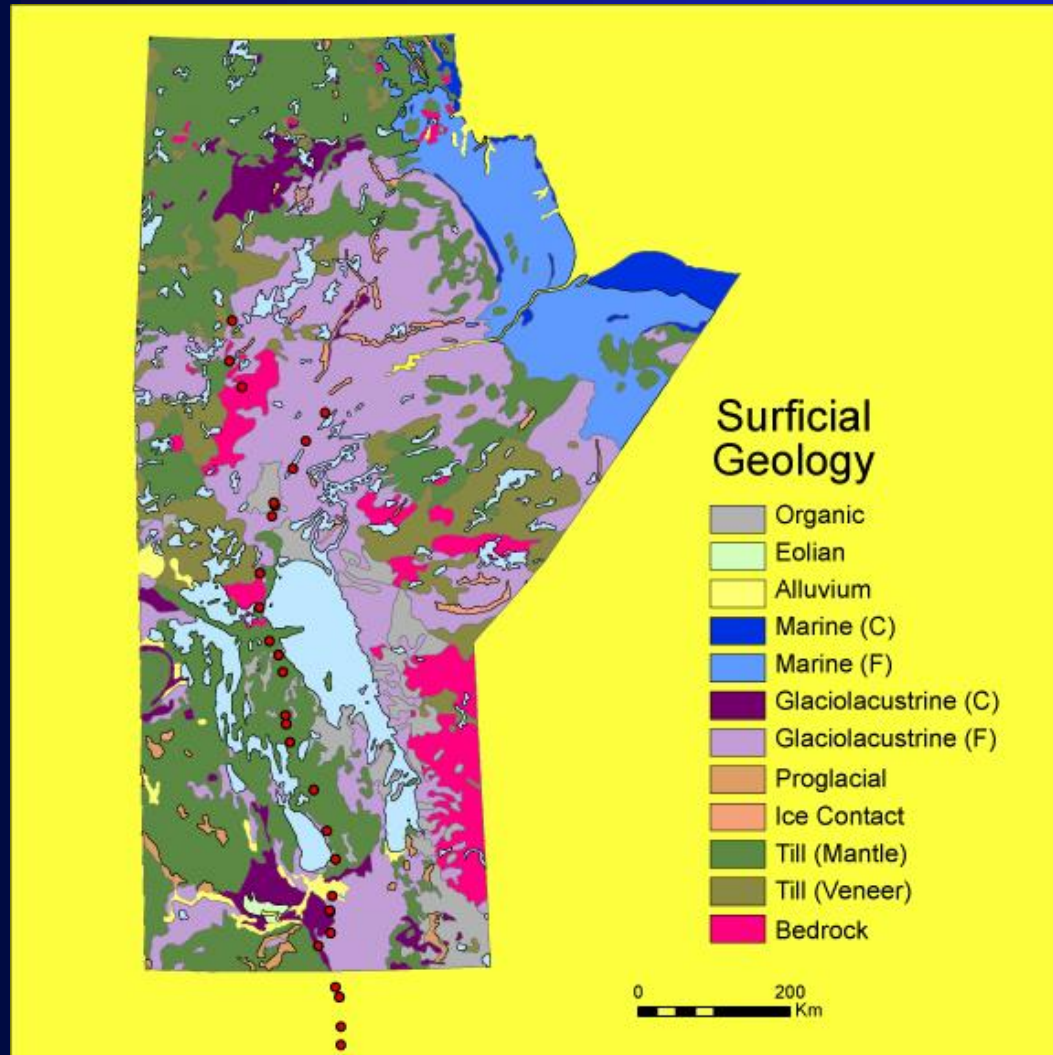 Surficial
Geology
Organic
Eolian
Alluvium
Marine (C)
Marine (F)
Glaciolacustrine (C)
Glaciolacustrine (F)
Proglacial
Ice Contact
Till (Mantle)
Till (Veneer)
Bedrock
0 200
Km